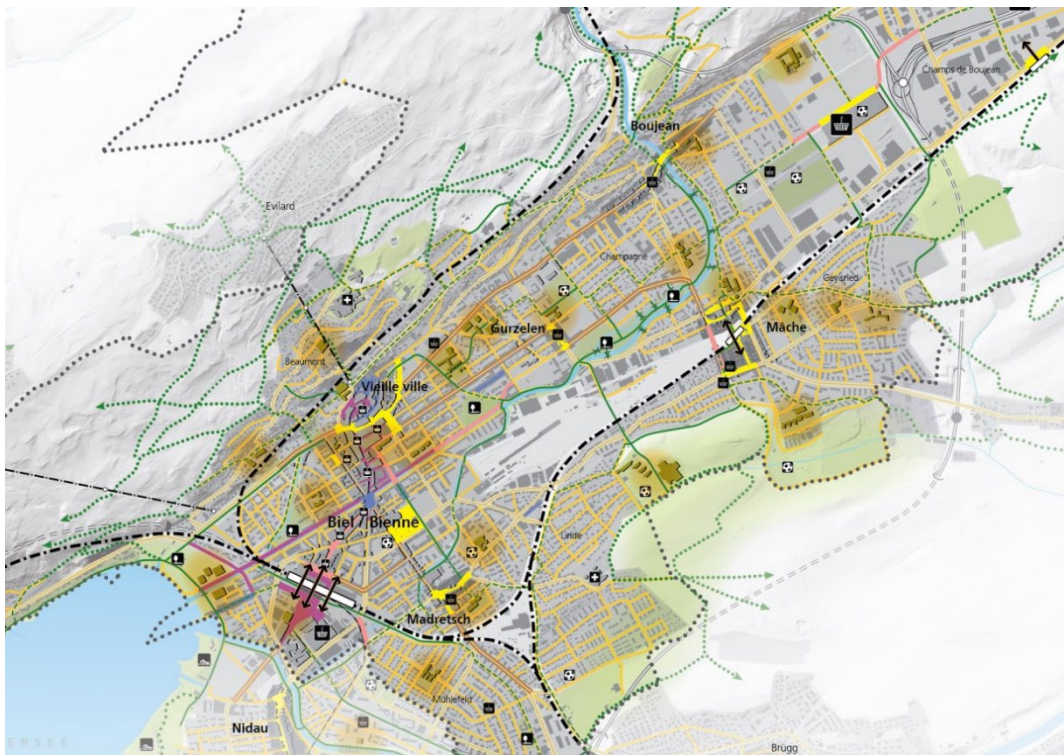 Champs de Boujean
Boujean
Evilard
Champagne
Geyisried
Gurzelen
Mâche
Beaumont
Vieille ville
Biel / Bienne
Linde
Madretsch
Mühlefeld
Nidau
ERSEE
Brügg